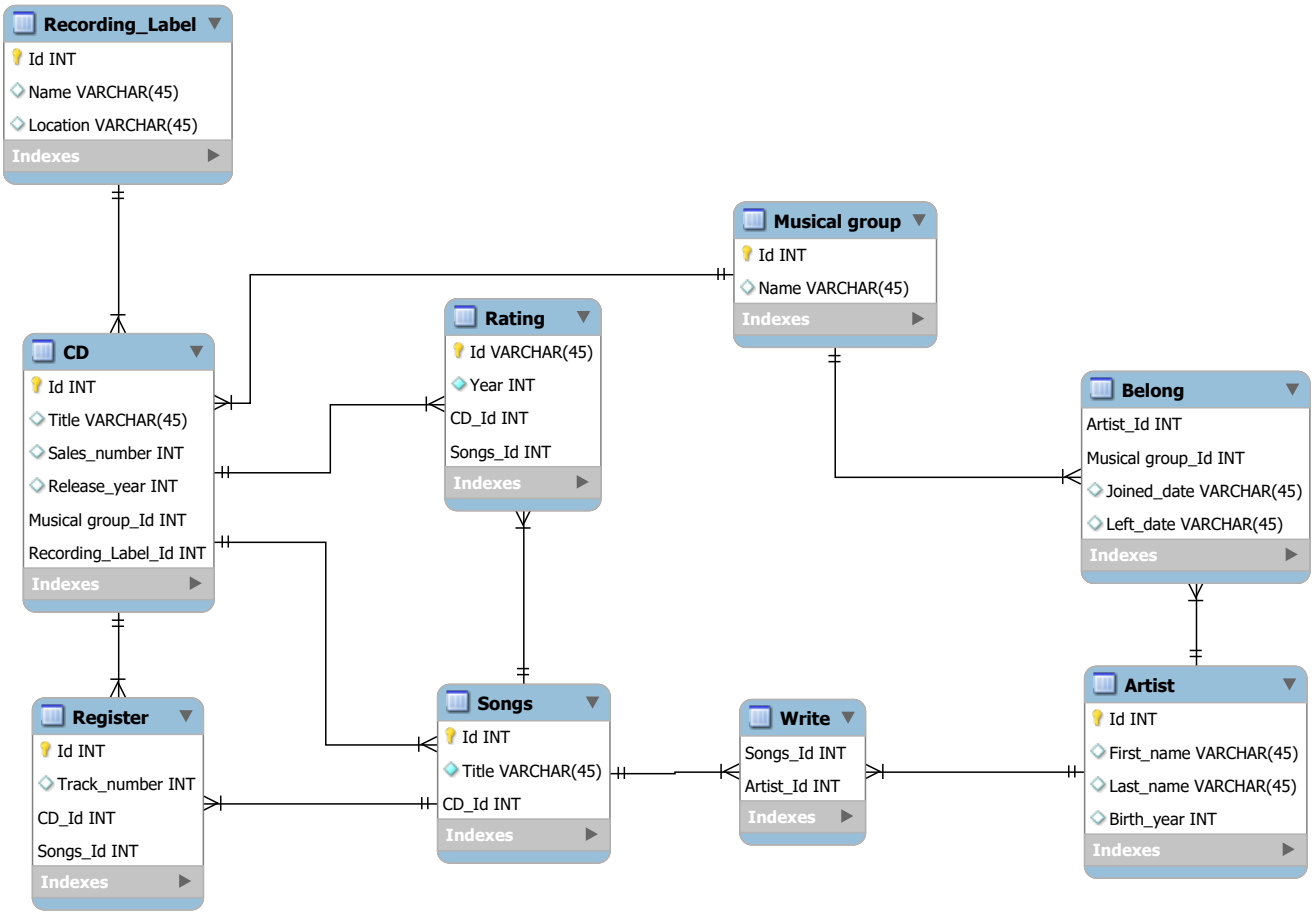 Recording_Label
Id INT
Name VARCHAR(45)
Location VARCHAR(45)
Indexes
Musical group
Id INT
Name VARCHAR(45)
Indexes
Rating
Id VARCHAR(45)
Year INT
CD_Id INT
Songs_Id INT
Indexes
CD
Id INT
Title VARCHAR(45)
Sales_number INT
Release_year INT
Musical group_Id INT
Recording_Label_Id INT
Indexes
Belong
Artist_Id INT
Musical group_Id INT
Joined_date VARCHAR(45)
Left_date VARCHAR(45)
Indexes
Register
Id INT
Track_number INT
CD_Id INT
Songs_Id INT
Indexes
Songs
Id INT
Title VARCHAR(45)
CD_Id INT
Indexes
Write
Songs_Id INT
Artist_Id INT
Indexes
Artist
Id INT
First_name VARCHAR(45)
Last_name VARCHAR(45)
Birth_year INT
Indexes